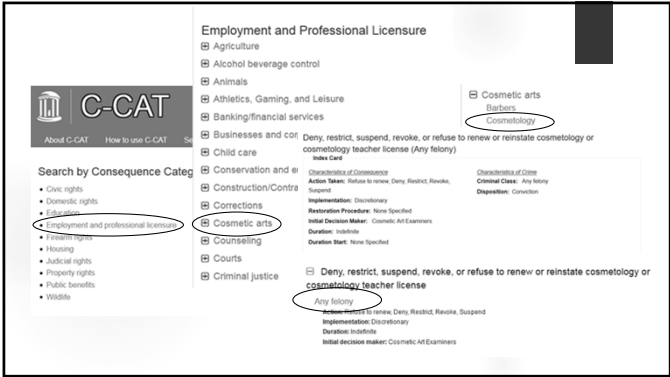 C-CAT
About C-CAT How to use C-CAT Se
Search by Consequence Categ
Civic rights
Domestic rights
Education
Employment and professional licensure
Firearm rights
Housing
Judicial rights
Property rights
Public benefits
Wildlife
Employment and Professional Licensure
Agriculture
Alcohol beverage control
Animals
Athletics, Gaming, and Leisure
Banking/financial services
Businesses and cor
Child care
Conservation and e
Construction/Contra
Corrections
Cosmetic arts
Counseling
Courts
Criminal justice
Cosmetic arts
Barbers
Cosmetology
Deny, restrict, suspend, revoke, or refuse to renew or reinstate cosmetology or
cosmetology teacher license (Any felony)
Index Card
Characteristics of Consequence
Action Taken: Refuse to renew, Deny, Restrict, Revoke,
Suspend
Implementation: Discretionary
Restoration Procedure: None Specified
Initial Decision Maker: Cosmetic Art Examiners
Duration: Indefinite
Duration Start: None Specified
Characteristics of Crime
Criminal Class: Any felony
Disposition: Conviction
Deny, restrict, suspend, revoke, or refuse to renew or reinstate cosmetology or
cosmetology teacher license
Any felony
Action: Refuse to renew, Deny, Restrict, Revoke, Suspend
Implementation: Discretionary
Duration: Indefinite
Initial decision maker: Cosmetic Art Examiners